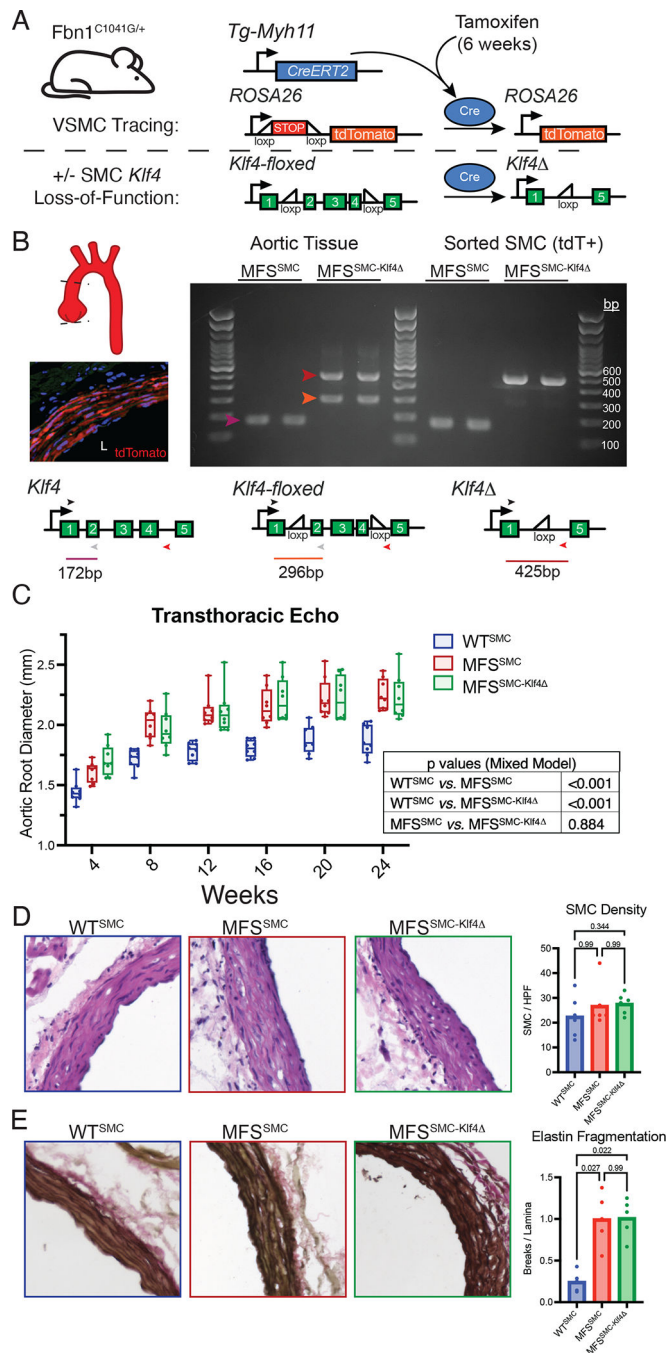 A
Fbn1C1041G/+
Tg-Myh11
Tamoxifen
(6 weeks)
CreERT2
ROSA26
Cre
ROSA26
VSMC Tracing:
STOP
tdTomato
tdTomato
loxp
loxp
+/- SMC Klf4
Loss-of-Function:
Klf4-floxed
Cre
Klf4Δ
1
2
3
4
5
1
5
loxp
loxp
loxp
B
Aortic Tissue
Sorted SMC (tdT+)
MFSSMC
MFSSMC-Klf4Δ
MFSSMC
MFSSMC-Klf4Δ
bp
600
500
400
300
200
100
L
tdTomato
Klf4
Klf4-floxed
Klf4Δ
1
2
3
4
5
1
2
3
4
5
1
5
loxp
loxp
loxp
172bp
296bp
425bp
C
Transthoracic Echo
Aortic Root Diameter (mm)
2.5
2.0
1.5
1.0
4
8
12
16
20
24
Weeks
WTSMC
MFSSMC
MFSSMC-Klf4Δ
p values (Mixed Model)
WTSMC vs. MFSSMC <0.001
WTSMC vs. MFSSMC-Klf4Δ <0.001
MFSSMC vs. MFSSMC-Klf4Δ 0.884
D
WTSMC
MFSSMC
MFSSMC-Klf4Δ
SMC Density
0.344
0.99
0.99
SMC / HPF
50
40
30
20
10
0
WTSMC
MFSSMC
MFSSMC-Klf4Δ
E
WTSMC
MFSSMC
MFSSMC-Klf4Δ
Elastin Fragmentation
0.022
0.027
0.99
Breaks / Lamina
1.5
1.0
0.5
0.0
WTSMC
MFSSMC
MFSSMC-Klf4Δ